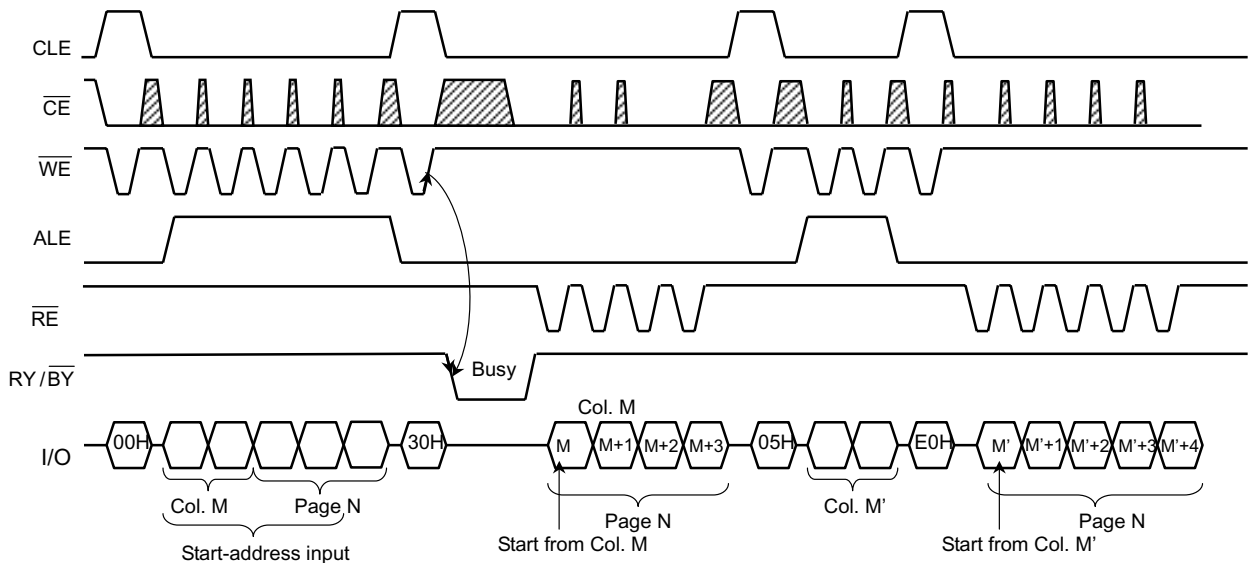 CLE
CE
WE
ALE
RE
RY/BY
Busy
Col. M
I/O
00H
30H
M
M+1
M+2
M+3
05H
E0H
M'
M'+1
M'+2
M'+3
M'+4
Col. M
Page N
Page N
Col. M'
Page N
Start-address input
Start from Col. M
Start from Col. M'